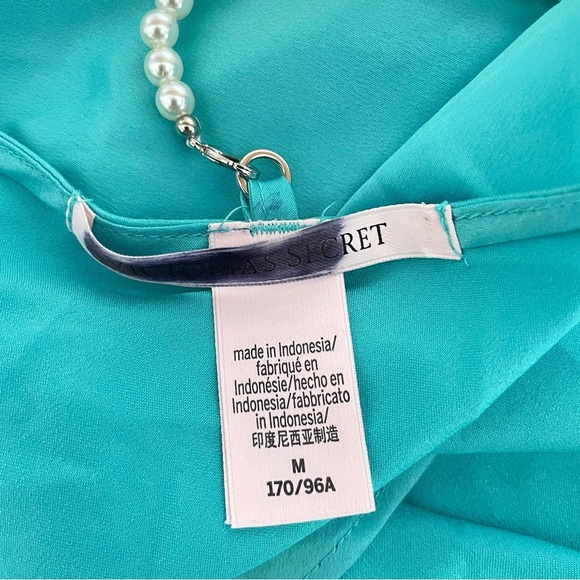 VICTORIA'S SECRET
made in Indonesia/
fabriqué en
Indonésie/hecho en
Indonesia/fabbricato
in Indonesia/
印度尼西亚制造
M
170/96A